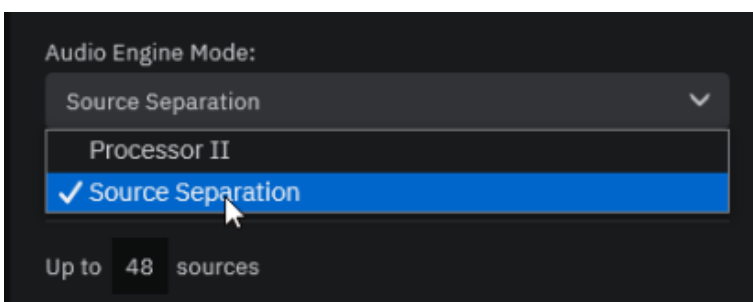 Audio Engine Mode:
Source Separation
Processor II
✓ Source Separation
Up to 48 sources